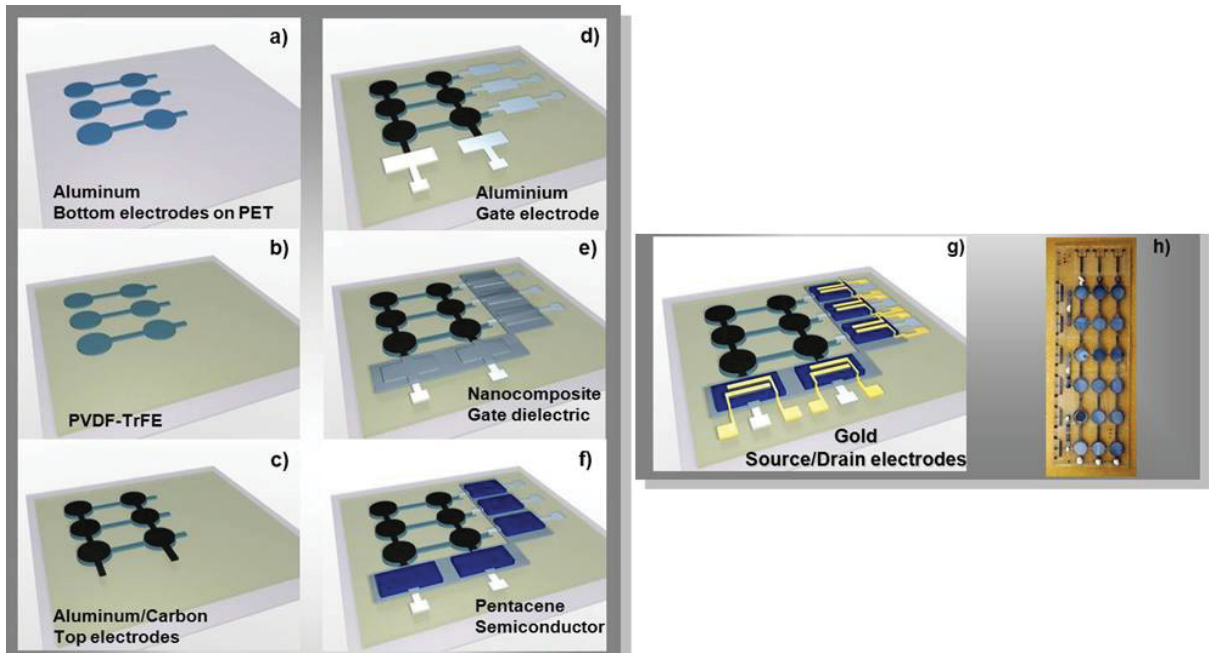 a)
Aluminum
Bottom electrodes on PET
b)
PVDF-TrFE
c)
Aluminum/Carbon
Top electrodes
d)
Aluminium
Gate electrode
e)
Nanocomposite
Gate dielectric
f)
Pentacene
Semiconductor
g)
Gold
Source/Drain electrodes
h)